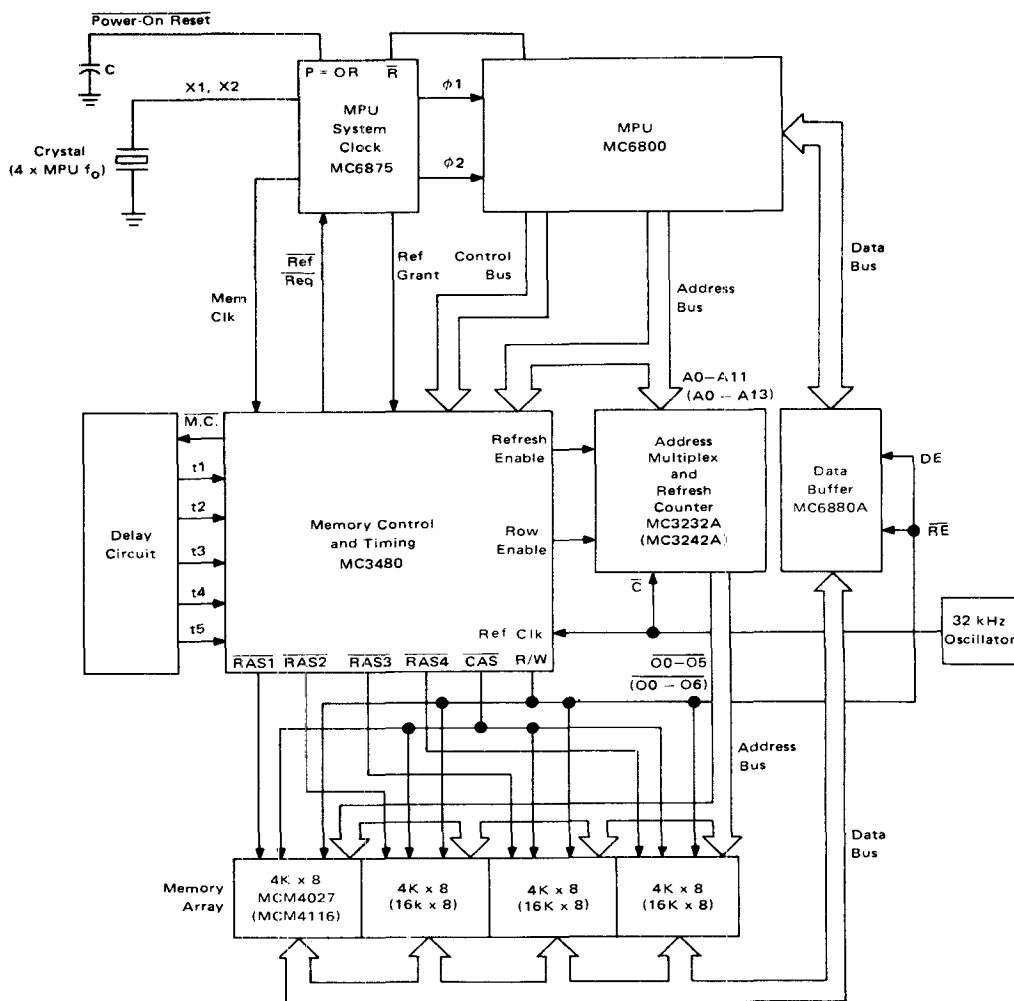 Power-On Reset
C
X1, X2
Crystal
(4 x MPU fo)
P = OR R
MPU
System
Clock
MC6875
ϕ1
ϕ2
MPU
MC6800
Mem
Clk
Ref
Req
Ref
Grant
Control
Bus
Address
Bus
Data
Bus
A0–A11
(A0 – A13)
Delay
Circuit
M.C.
t1
t2
t3
t4
t5
Memory Control
and Timing
MC3480
Refresh
Enable
Row
Enable
Ref Clk
RAS1 RAS2 RAS3 RAS4 CAS R/W
Address
Multiplex
and
Refresh
Counter
MC3232A
(MC3242A)
C
Data
Buffer
MC6880A
DE
RE
32 kHz
Oscillator
O0–O5
(O0 – O6)
Address
Bus
Data
Bus
Memory
Array
4K x 8
MCM4027
(MCM4116)
4K x 8
(16k x 8)
4K x 8
(16K x 8)
4K x 8
(16K x 8)